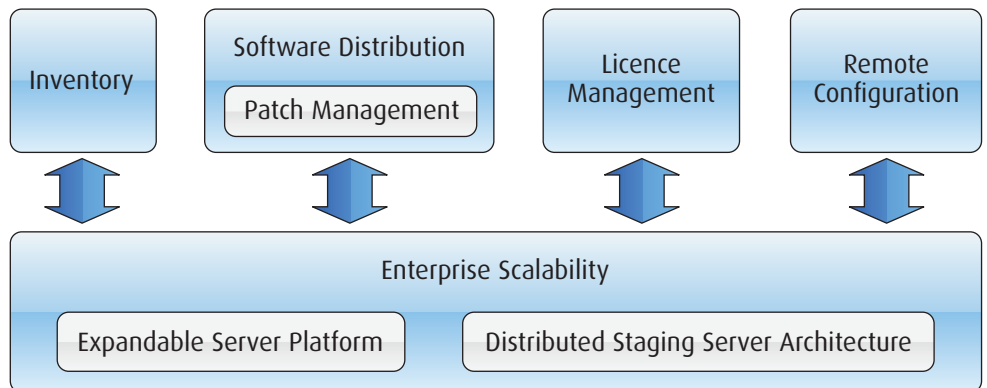 Inventory
Software Distribution
Patch Management
Licence
Management
Remote
Configuration
Enterprise Scalability
Expandable Server Platform
Distributed Staging Server Architecture